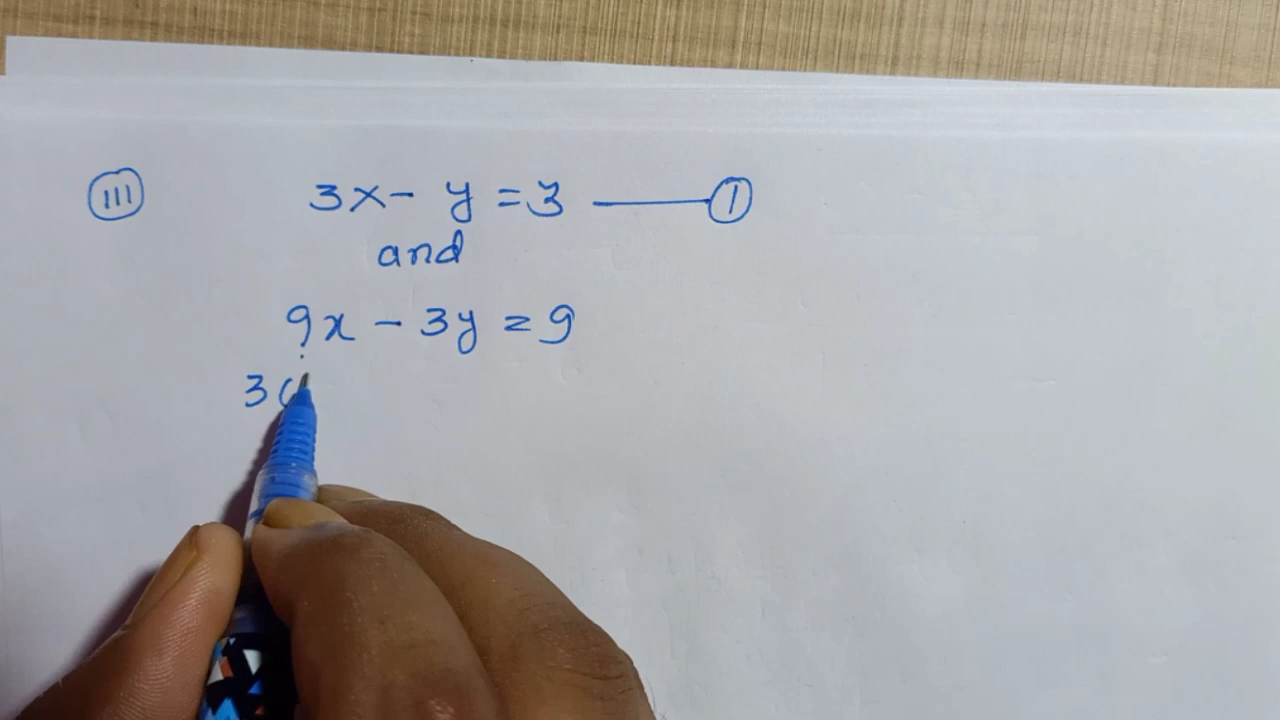 (III) 3x - y = 3 —— (1)
and
9x - 3y = 9
3(